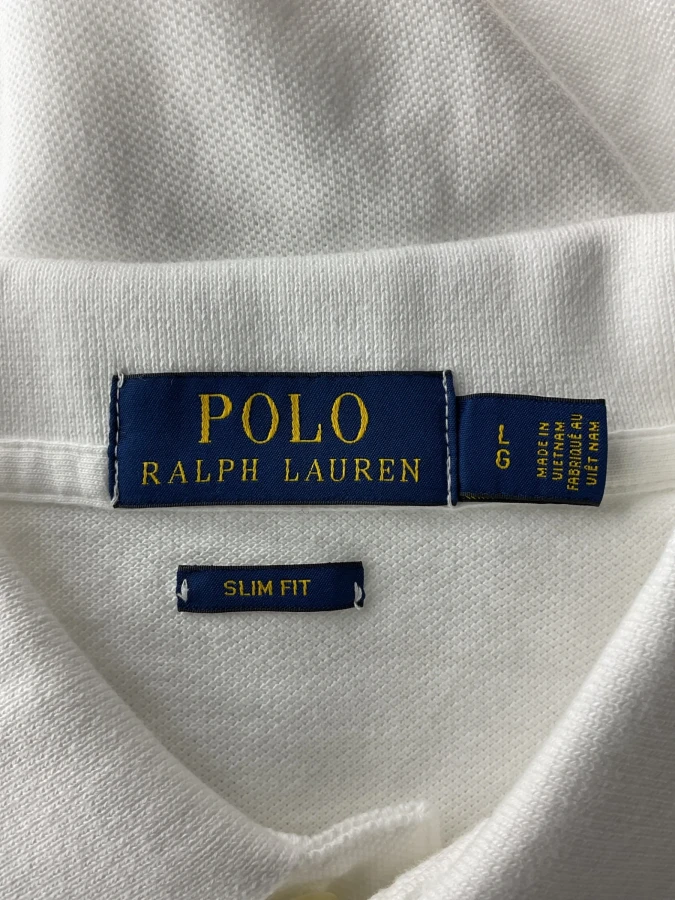 POLO
RALPH LAUREN
L
G
MADE IN
VIETNAM
FABRIQUÉ AU
VIÊT NAM
SLIM FIT